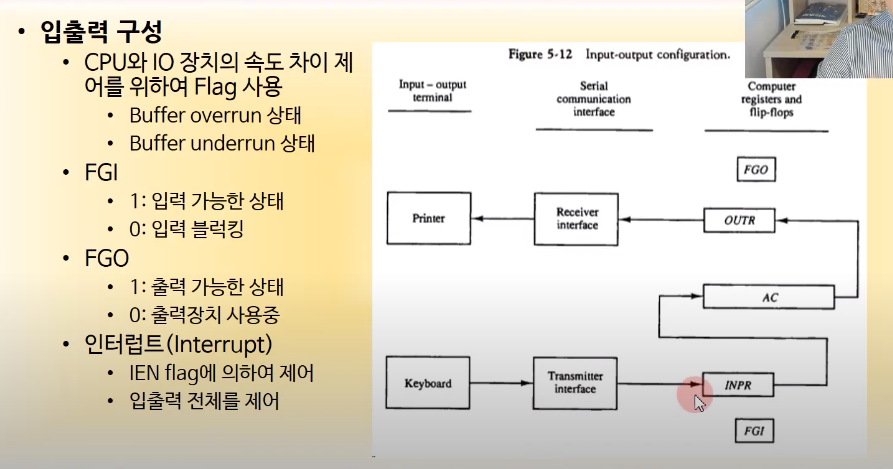 입출력 구성
CPU와 IO 장치의 속도 차이 제
어를 위하여 Flag 사용
Buffer overrun 상태
Buffer underrun 상태
FGI
1: 입력 가능한 상태
0: 입력 블럭킹
FGO
1: 출력 가능한 상태
0: 출력장치 사용중
인터럽트(Interrupt)
IEN flag에 의하여 제어
입출력 전체를 제어
Figure 5-12 Input-output configuration.
Input – output
terminal
Serial
communication
interface
Computer
registers and
flip-flops
FGO
Printer
Receiver
interface
OUTR
AC
Keyboard
Transmitter
interface
INPR
FGI